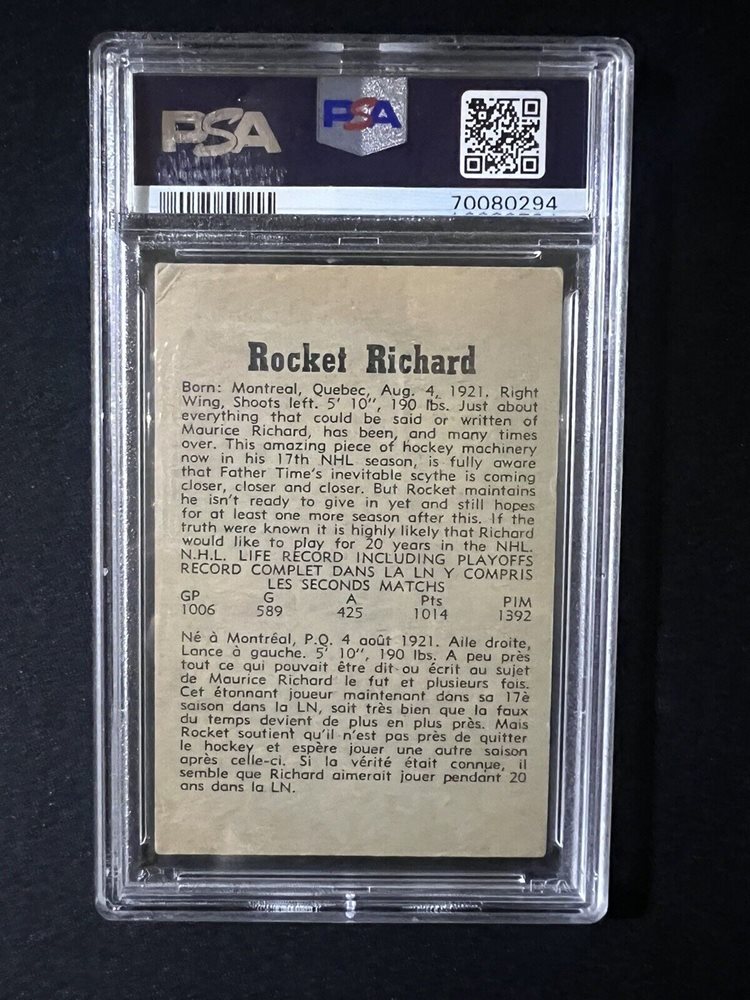 PSA
PSA
70080294
Rocket Richard
Born: Montreal, Quebec, Aug. 4, 1921. Right
Wing, Shoots left. 5' 10", 190 lbs. Just about
everything that could be said or written of
Maurice Richard, has been, and many times
over. This amazing piece of hockey machinery
now in his 17th NHL season, is fully aware
that Father Time's inevitable scythe is coming
closer, closer and closer. But Rocket maintains
he isn't ready to give in yet and still hopes
for at least one more season after this. If the
truth were known it is highly likely that Richard
would like to play for 20 years in the NHL.
N.H.L. LIFE RECORD INCLUDING PLAYOFFS
RECORD COMPLET DANS LA LN Y COMPRIS
LES SECONDS MATCHS
GP G A Pts PIM
1006 589 425 1014 1392
Né à Montréal, P.Q. 4 août 1921. Aile droite,
Lance à gauche. 5' 10", 190 lbs. A peu près
tout ce qui pouvait être dit ou écrit au sujet
de Maurice Richard le fut et plusieurs fois.
Cet étonnant joueur maintenant dans sa 17è
saison dans la LN, sait très bien que la faux
du temps devient de plus en plus près. Mais
Rocket soutient qu'il n'est pas près de quitter
le hockey et espère jouer une autre saison
après celle-ci. Si la vérité était connue, il
semble que Richard aimerait jouer pendant 20
ans dans la LN.
PSA